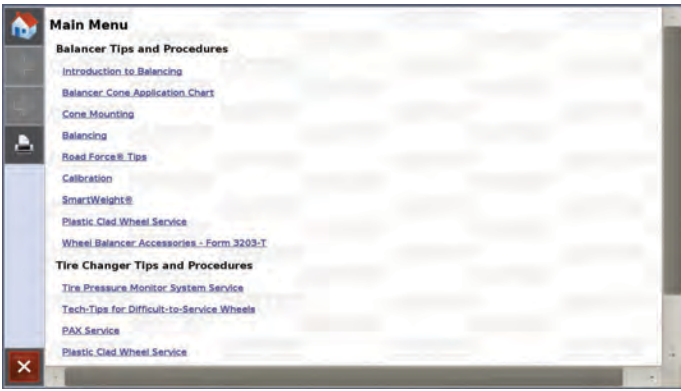 Main Menu
Balancer Tips and Procedures
Introduction to Balancing
Balancer Cone Application Chart
Cone Mounting
Balancing
Road Force® Tips
Calibration
SmartWeight®
Plastic Clad Wheel Service
Wheel Balancer Accessories - Form 3203-T
Tire Changer Tips and Procedures
Tire Pressure Monitor System Service
Tech-Tips for Difficult-to-Service Wheels
PAX Service
Plastic Clad Wheel Service